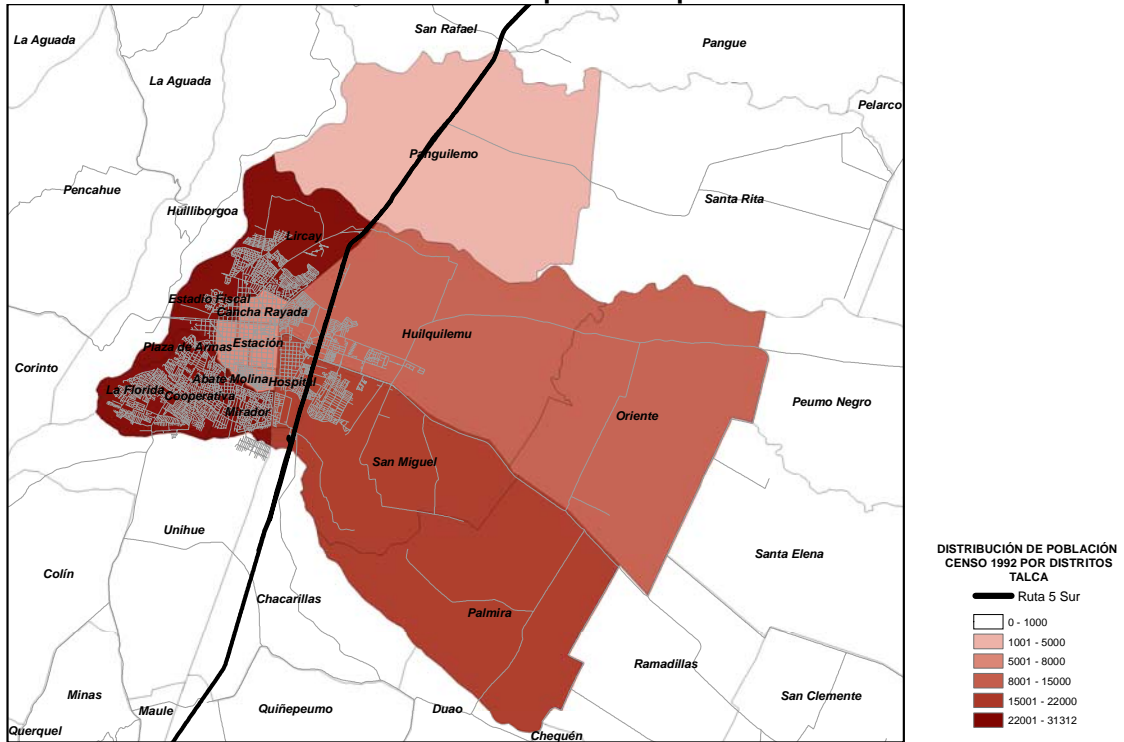 San Rafael
La Aguada
Pangue
La Aguada
Pelarco
Panguilemo
Pencahue
Santa Rita
Huilliborgoa
Lircay
Estadio Fiscal
Cancha Rayada
Huilquilemu
Plaza de Armas
Estación
Corinto
Abate Molina
Hospital
La Florida
Cooperativa
Peumo Negro
Mirador
Oriente
San Miguel
Unihue
Santa Elena
Colín
Chacarillas
Palmira
Ramadillas
Minas
San Clemente
Maule
Quiñepeumo
Duao
Querquel
Chequén
DISTRIBUCIÓN DE POBLACIÓN
CENSO 1992 POR DISTRITOS
TALCA
Ruta 5 Sur
0 - 1000
1001 - 5000
5001 - 8000
8001 - 15000
15001 - 22000
22001 - 31312